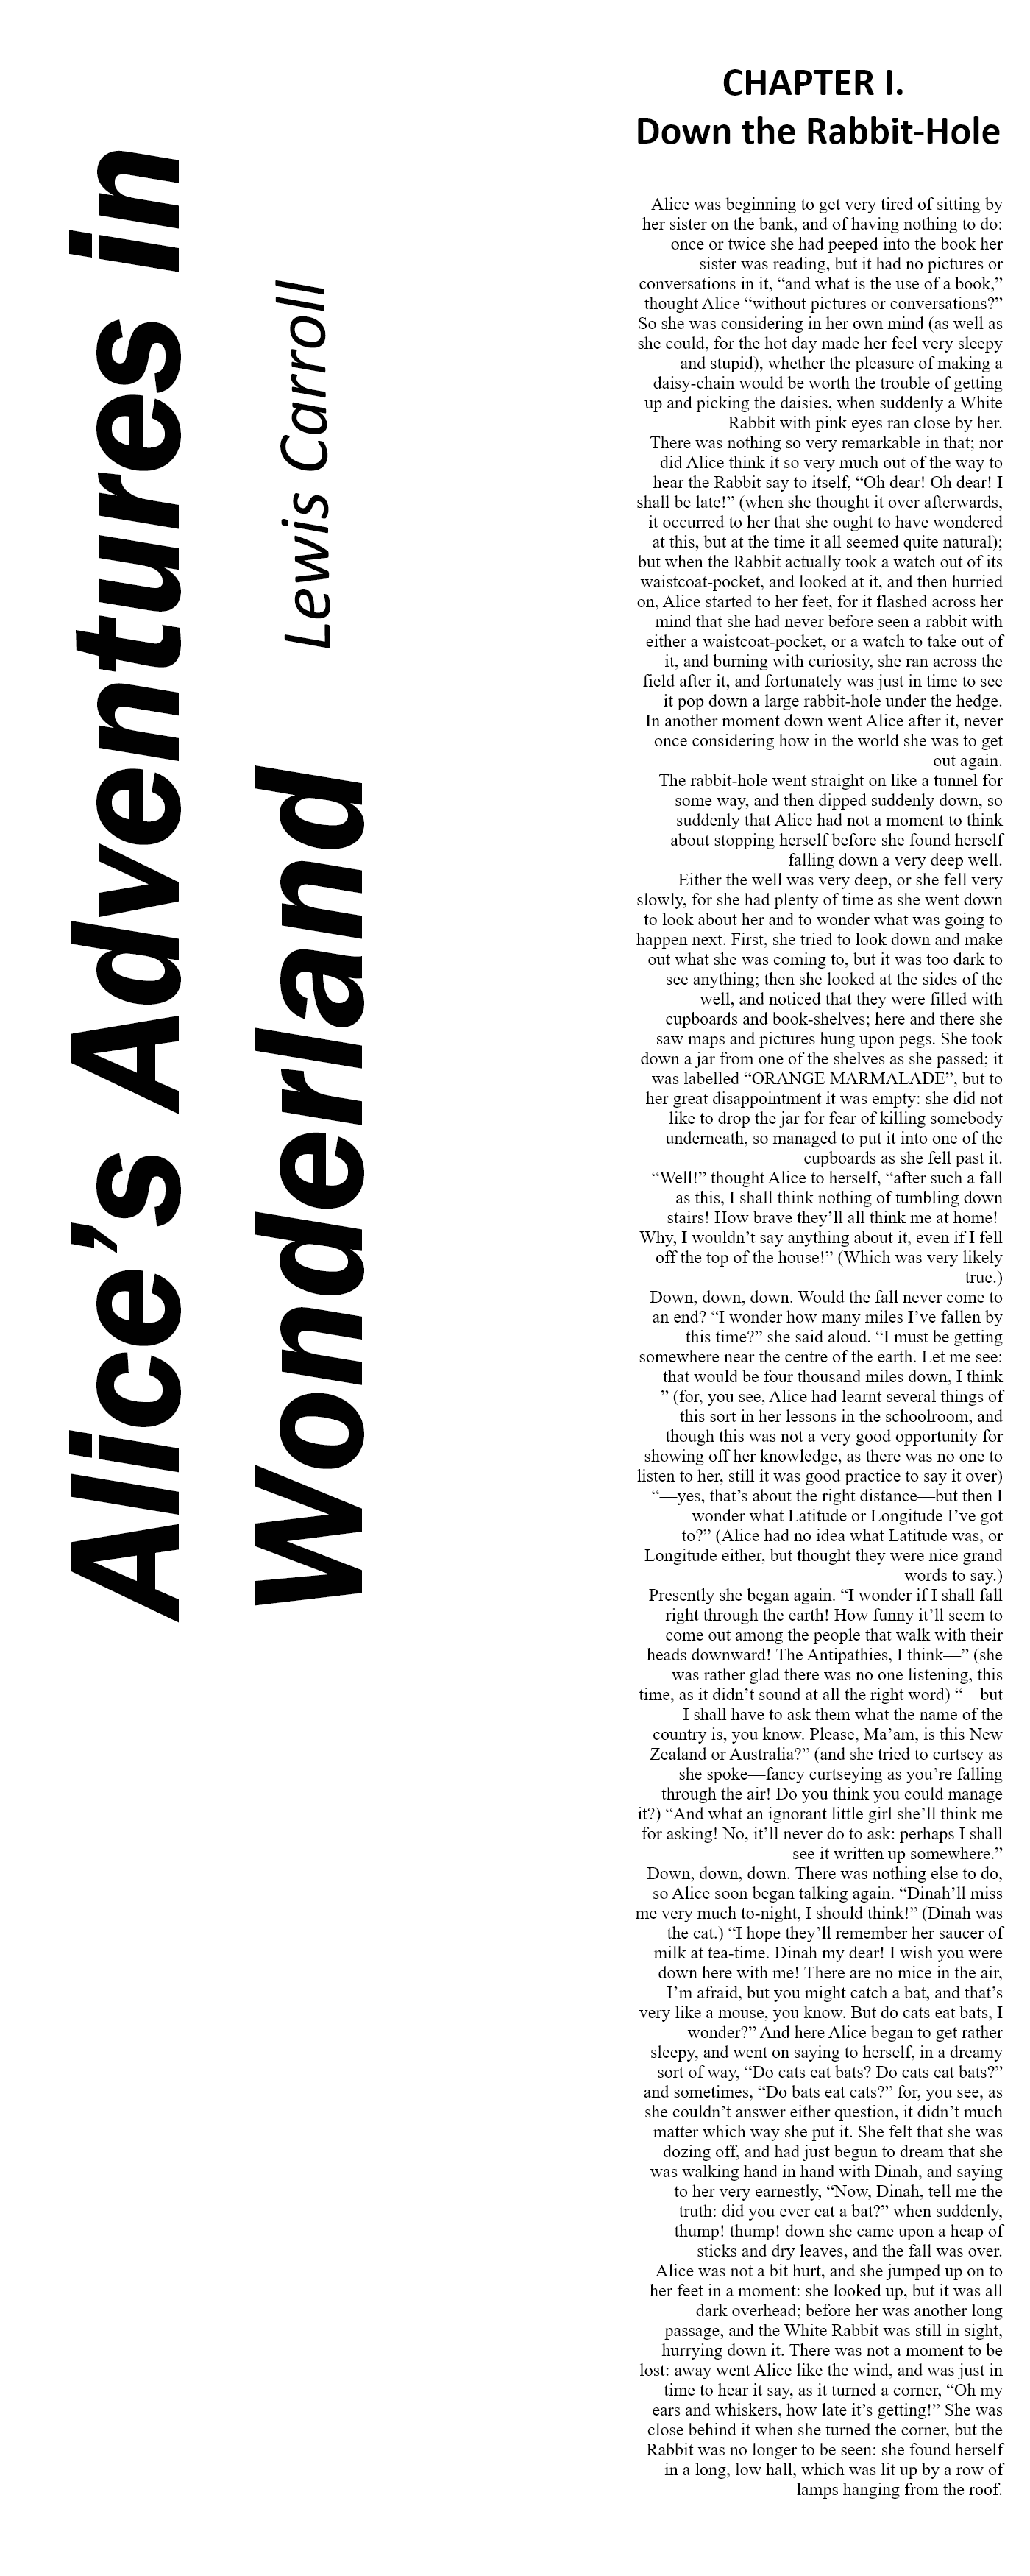 Alice’s Adventures in
Wonderland
Lewis Carroll
CHAPTER I.
Down the Rabbit-Hole
Alice was beginning to get very tired of sitting by
her sister on the bank, and of having nothing to do:
once or twice she had peeped into the book her
sister was reading, but it had no pictures or
conversations in it, “and what is the use of a book,”
thought Alice “without pictures or conversations?”
So she was considering in her own mind (as well as
she could, for the hot day made her feel very sleepy
and stupid), whether the pleasure of making a
daisy-chain would be worth the trouble of getting
up and picking the daisies, when suddenly a White
Rabbit with pink eyes ran close by her.
There was nothing so very remarkable in that; nor
did Alice think it so very much out of the way to
hear the Rabbit say to itself, “Oh dear! Oh dear! I
shall be late!” (when she thought it over afterwards,
it occurred to her that she ought to have wondered
at this, but at the time it all seemed quite natural);
but when the Rabbit actually took a watch out of its
waistcoat-pocket, and looked at it, and then hurried
on, Alice started to her feet, for it flashed across her
mind that she had never before seen a rabbit with
either a waistcoat-pocket, or a watch to take out of
it, and burning with curiosity, she ran across the
field after it, and fortunately was just in time to see
it pop down a large rabbit-hole under the hedge.
In another moment down went Alice after it, never
once considering how in the world she was to get
out again.
The rabbit-hole went straight on like a tunnel for
some way, and then dipped suddenly down, so
suddenly that Alice had not a moment to think
about stopping herself before she found herself
falling down a very deep well.
Either the well was very deep, or she fell very
slowly, for she had plenty of time as she went down
to look about her and to wonder what was going to
happen next. First, she tried to look down and make
out what she was coming to, but it was too dark to
see anything; then she looked at the sides of the
well, and noticed that they were filled with
cupboards and book-shelves; here and there she
saw maps and pictures hung upon pegs. She took
down a jar from one of the shelves as she passed; it
was labelled “ORANGE MARMALADE”, but to
her great disappointment it was empty: she did not
like to drop the jar for fear of killing somebody
underneath, so managed to put it into one of the
cupboards as she fell past it.
“Well!” thought Alice to herself, “after such a fall
as this, I shall think nothing of tumbling down
stairs! How brave they’ll all think me at home!
Why, I wouldn’t say anything about it, even if I fell
off the top of the house!” (Which was very likely
true.)
Down, down, down. Would the fall never come to
an end? “I wonder how many miles I’ve fallen by
this time?” she said aloud. “I must be getting
somewhere near the centre of the earth. Let me see:
that would be four thousand miles down, I think
—” (for, you see, Alice had learnt several things of
this sort in her lessons in the schoolroom, and
though this was not a very good opportunity for
showing off her knowledge, as there was no one to
listen to her, still it was good practice to say it over)
“—yes, that’s about the right distance—but then I
wonder what Latitude or Longitude I’ve got
to?” (Alice had no idea what Latitude was, or
Longitude either, but thought they were nice grand
words to say.)
Presently she began again. “I wonder if I shall fall
right through the earth! How funny it’ll seem to
come out among the people that walk with their
heads downward! The Antipathies, I think—” (she
was rather glad there was no one listening, this
time, as it didn’t sound at all the right word) “—but
I shall have to ask them what the name of the
country is, you know. Please, Ma’am, is this New
Zealand or Australia?” (and she tried to curtsey as
she spoke—fancy curtseying as you’re falling
through the air! Do you think you could manage
it?) “And what an ignorant little girl she’ll think me
for asking! No, it’ll never do to ask: perhaps I shall
see it written up somewhere.”
Down, down, down. There was nothing else to do,
so Alice soon began talking again. “Dinah’ll miss
me very much to-night, I should think!” (Dinah was
the cat.) “I hope they’ll remember her saucer of
milk at tea-time. Dinah my dear! I wish you were
down here with me! There are no mice in the air,
I’m afraid, but you might catch a bat, and that’s
very like a mouse, you know. But do cats eat bats, I
wonder?” And here Alice began to get rather
sleepy, and went on saying to herself, in a dreamy
sort of way, “Do cats eat bats? Do cats eat bats?”
and sometimes, “Do bats eat cats?” for, you see, as
she couldn’t answer either question, it didn’t much
matter which way she put it. She felt that she was
dozing off, and had just begun to dream that she
was walking hand in hand with Dinah, and saying
to her very earnestly, “Now, Dinah, tell me the
truth: did you ever eat a bat?” when suddenly,
thump! thump! down she came upon a heap of
sticks and dry leaves, and the fall was over.
Alice was not a bit hurt, and she jumped up on to
her feet in a moment: she looked up, but it was all
dark overhead; before her was another long
passage, and the White Rabbit was still in sight,
hurrying down it. There was not a moment to be
lost: away went Alice like the wind, and was just in
time to hear it say, as it turned a corner, “Oh my
ears and whiskers, how late it’s getting!” She was
close behind it when she turned the corner, but the
Rabbit was no longer to be seen: she found herself
in a long, low hall, which was lit up by a row of
lamps hanging from the roof.